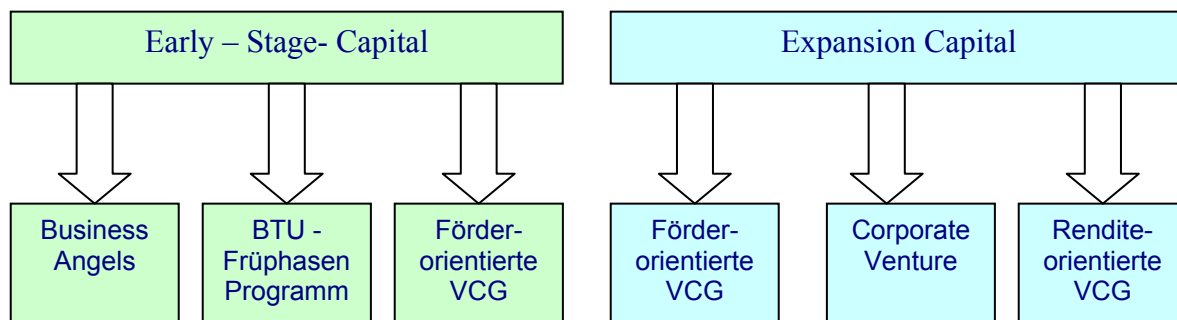 Early – Stage- Capital
Expansion Capital
Business
Angels
BTU -
Früphasen
Programm
Förder-
orientierte
VCG
Förder-
orientierte
VCG
Corporate
Venture
Rendite-
orientierte
VCG